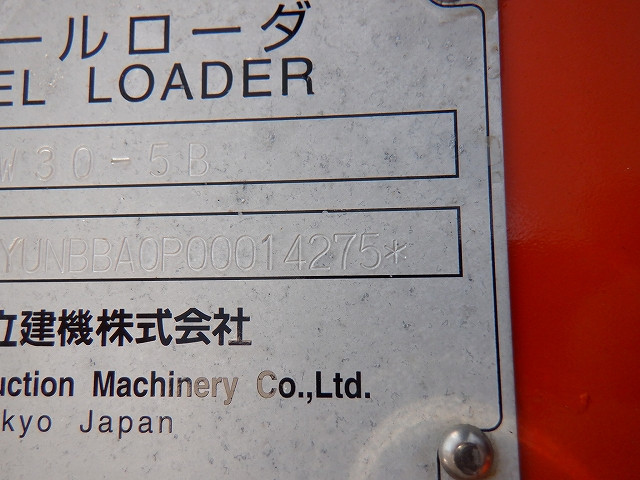 ールローダ
EL LOADER
W30-5B
YUNBBA0P00014275*
立建機株式会社
uction Machinery Co.,Ltd.
kyo Japan